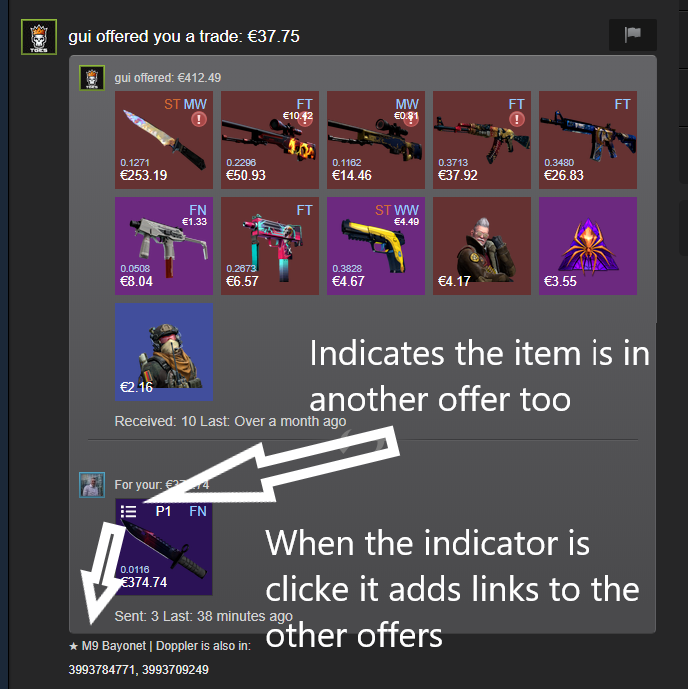 gui offered you a trade: €37.75
TOES
gui offered: €412.49
ST MW
0.1271
€253.19
FT
€10.42
0.2296
€50.93
MW
€0.81
0.1162
€14.46
FT
0.3713
€37.92
FT
0.3480
€26.83
FN
€1.33
0.0508
€8.04
FT
0.2673
€6.57
ST WW
€4.49
0.3828
€4.67
€4.17
€3.55
€2.16
Indicates the item is in
another offer too
Received: 10 Last: Over a month ago
For your:
P1 FN
0.0116
€374.74
When the indicator is
clicke it adds links to the
other offers
Sent: 3 Last: 38 minutes ago
★ M9 Bayonet | Doppler is also in:
3993784771, 3993709249